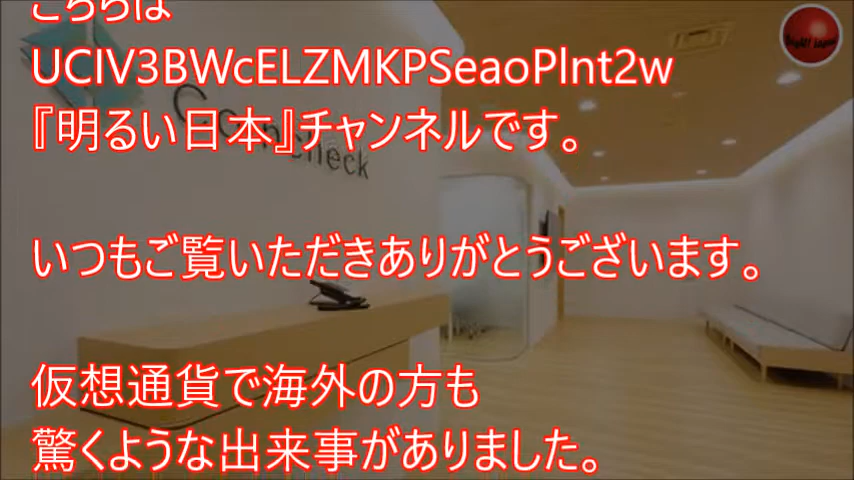 こちらは
UCIV3BWcELZMKPSeaoPlnt2w
『明るい日本』チャンネルです。
いつもご覧いただきありがとうございます。
仮想通貨で海外の方も
驚くような出来事がありました。
Coincheck